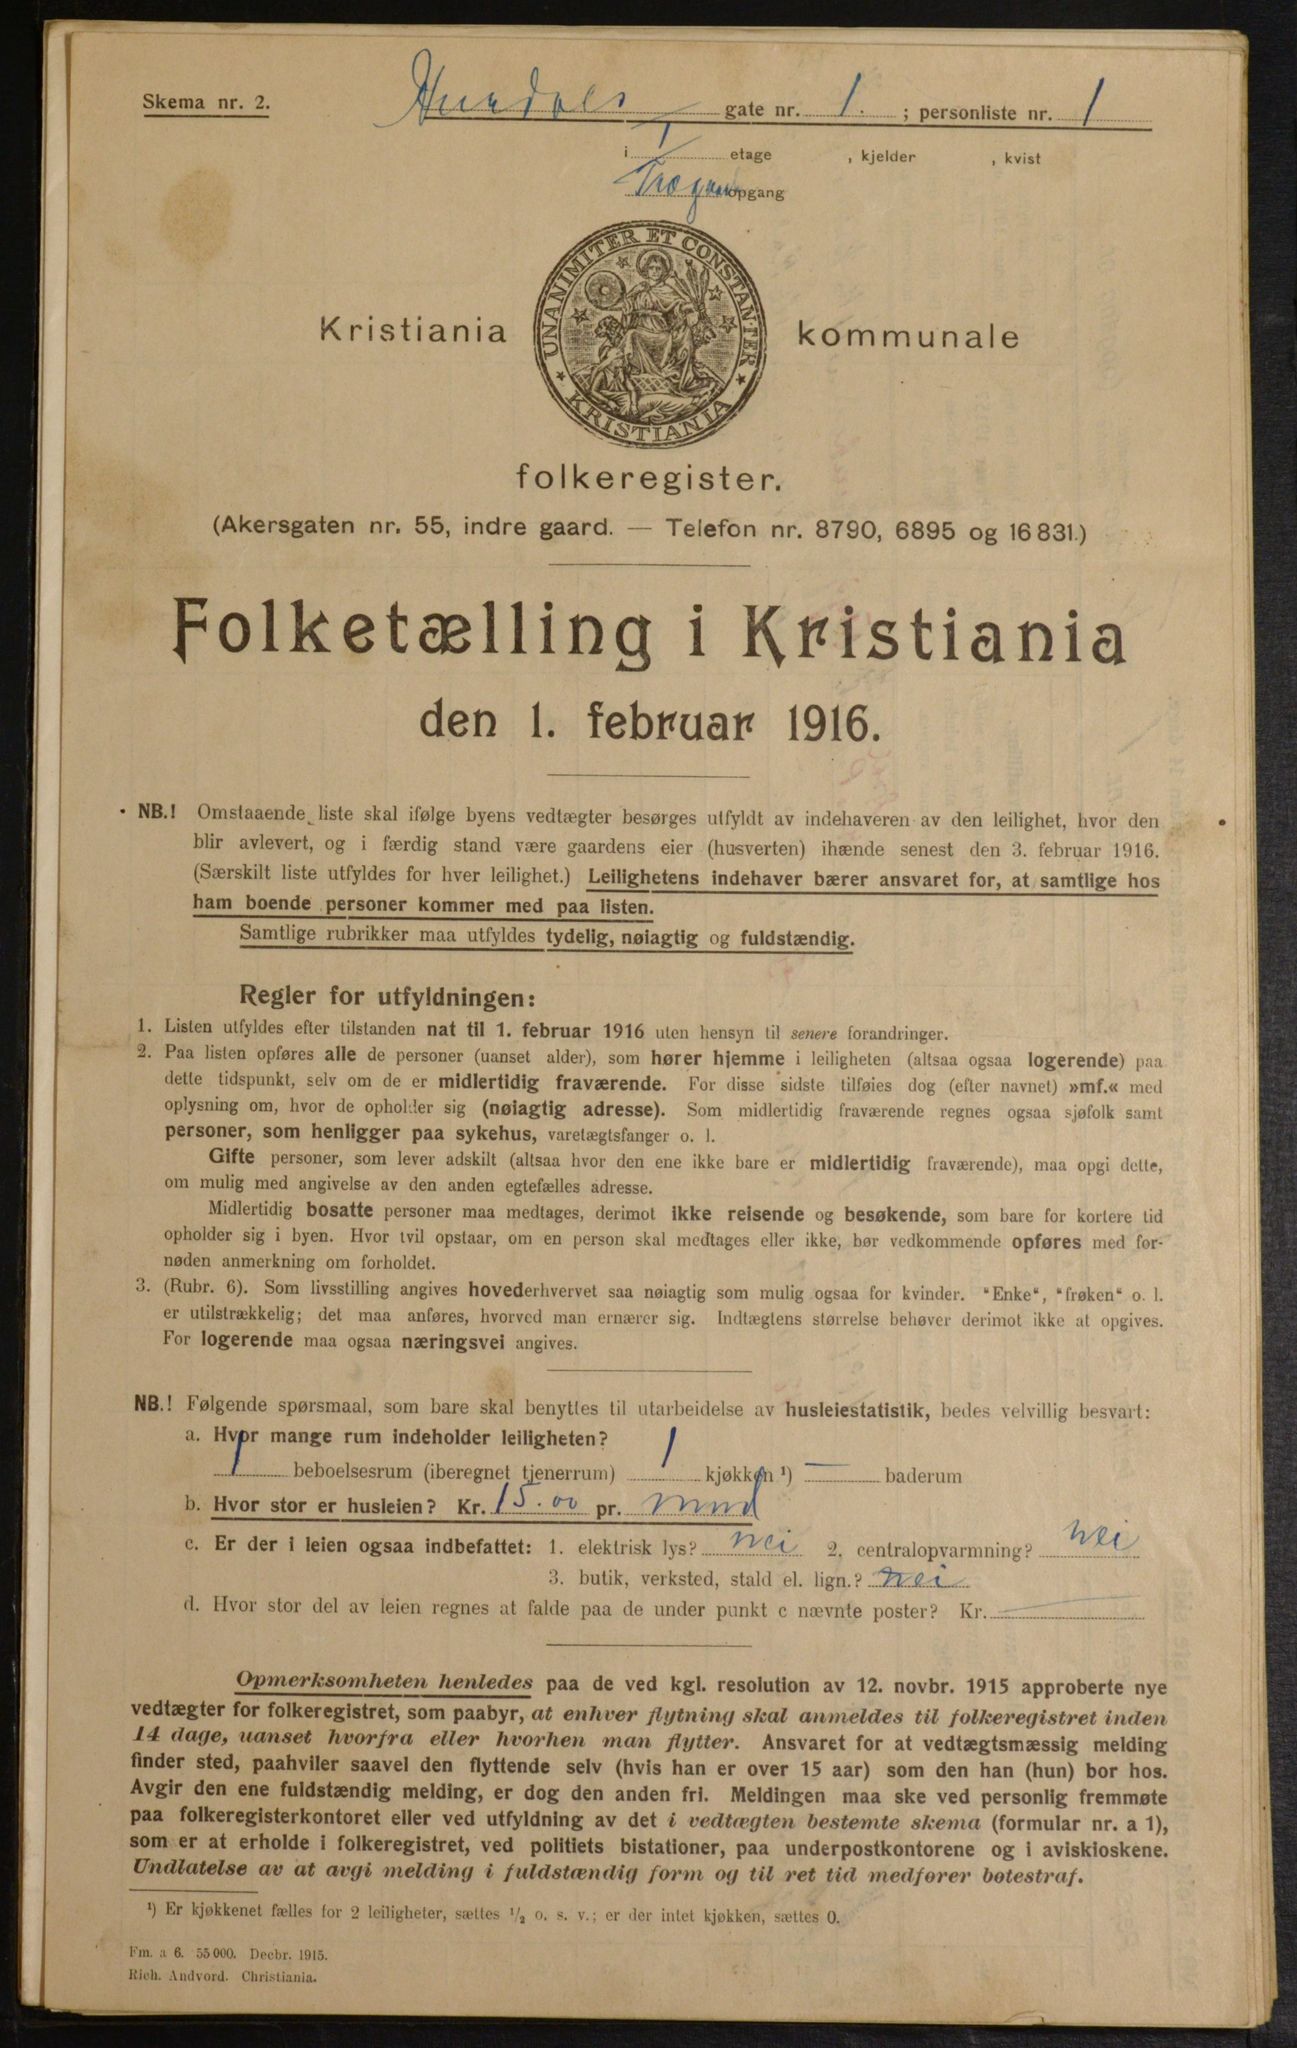 Skema nr. 2.
Hurdals gate nr. 1. ; personliste nr. 1
i 1 etage , kjelder , kvist
opgang
UNANIMITER ET CONSTANTER
KRISTIANIA
Kristiania kommunale
folkeregister.
(Akersgaten nr. 55, indre gaard. — Telefon nr. 8790, 6895 og 16 831.)
Folketælling i Kristiania
den 1. februar 1916.
NB.! Omstaaende liste skal ifølge byens vedtægter besørges utfyldt av indehaveren av den leilighet, hvor den
blir avlevert, og i færdig stand være gaardens eier (husverten) ihænde senest den 3. februar 1916.
(Særskilt liste utfyldes for hver leilighet.) Leilighetens indehaver bærer ansvaret for, at samtlige hos
ham boende personer kommer med paa listen.
Samtlige rubrikker maa utfyldes tydelig, nøiagtig og fuldstændig.
Regler for utfyldningen:
1. Listen utfyldes efter tilstanden nat til 1. februar 1916 uten hensyn til senere forandringer.
2. Paa listen opføres alle de personer (uanset alder), som hører hjemme i leiligheten (altsaa ogsaa logerende) paa
dette tidspunkt, selv om de er midlertidig fraværende. For disse sidste tilføies dog (efter navnet) »mf.« med
oplysning om, hvor de opholder sig (nøiagtig adresse). Som midlertidig fraværende regnes ogsaa sjøfolk samt
personer, som henligger paa sykehus, varetægtsfanger o. l.
Gifte personer, som lever adskilt (altsaa hvor den ene ikke bare er midlertidig fraværende), maa opgi dette,
om mulig med angivelse av den anden egtefælles adresse.
Midlertidig bosatte personer maa medtages, derimot ikke reisende og besøkende, som bare for kortere tid
opholder sig i byen. Hvor tvil opstaar, om en person skal medtages eller ikke, bør vedkommende opføres med for-
nøden anmerkning om forholdet.
3. (Rubr. 6). Som livsstilling angives hovederhvervet saa nøiagtig som mulig ogsaa for kvinder. "Enke", "frøken" o. l.
er utilstrækkelig; det maa anføres, hvorved man ernærer sig. Indtægtens størrelse behøver derimot ikke at opgives.
For logerende maa ogsaa næringsvei angives.
NB.! Følgende spørsmaal, som bare skal benyttes til utarbeidelse av husleiestatistik, bedes velvillig besvart:
a. Hvor mange rum indeholder leiligheten?
1 beboelsesrum (iberegnet tjenerrum) 1 kjøkken ¹) — baderum
b. Hvor stor er husleien? Kr. 15.00 pr. mnd
c. Er der i leien ogsaa indbefattet: 1. elektrisk lys? nei 2. centralopvarmning? nei
3. butik, verksted, stald el. lign.? nei
d. Hvor stor del av leien regnes at falde paa de under punkt c nævnte poster? Kr. —
Opmerksomheten henledes paa de ved kgl. resolution av 12. novbr. 1915 approberte nye
vedtægter for folkeregistret, som paabyr, at enhver flytning skal anmeldes til folkeregistret inden
14 dage, uanset hvorfra eller hvorhen man flytter. Ansvaret for at vedtægtsmæssig melding
finder sted, paahviler saavel den flyttende selv (hvis han er over 15 aar) som den han (hun) bor hos.
Avgir den ene fuldstændig melding, er dog den anden fri. Meldingen maa ske ved personlig fremmøte
paa folkeregisterkontoret eller ved utfyldning av det i vedtægten bestemte skema (formular nr. a 1),
som er at erholde i folkeregistret, ved politiets bistationer, paa underpostkontorene og i aviskioskene.
Undlatelse av at avgi melding i fuldstændig form og til ret tid medfører bøtestraf.
¹) Er kjøkkenet fælles for 2 leiligheter, sættes ½ o. s. v.; er der intet kjøkken, sættes 0.
Fm. a 6. 55 000. Decbr. 1915.
Rich. Andvord. Christiania.